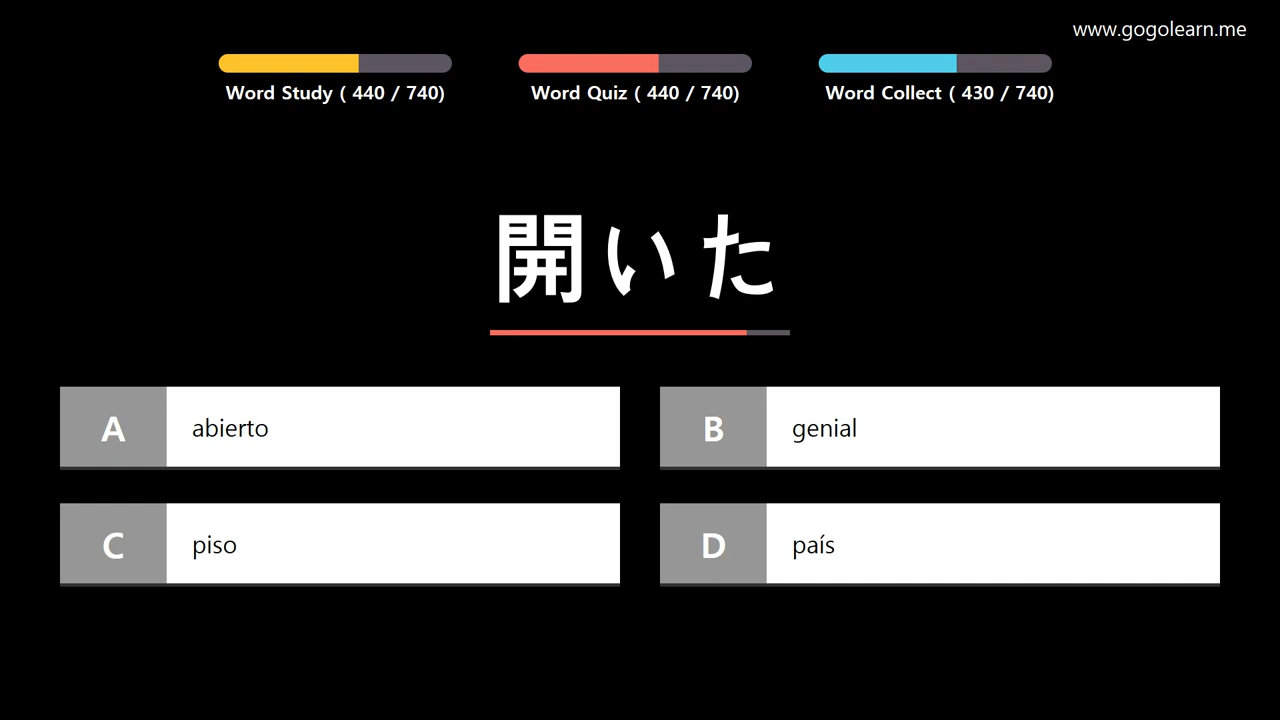 www.gogolearn.me
Word Study ( 440 / 740)
Word Quiz ( 440 / 740)
Word Collect ( 430 / 740)
開いた
A abierto
B genial
C piso
D país